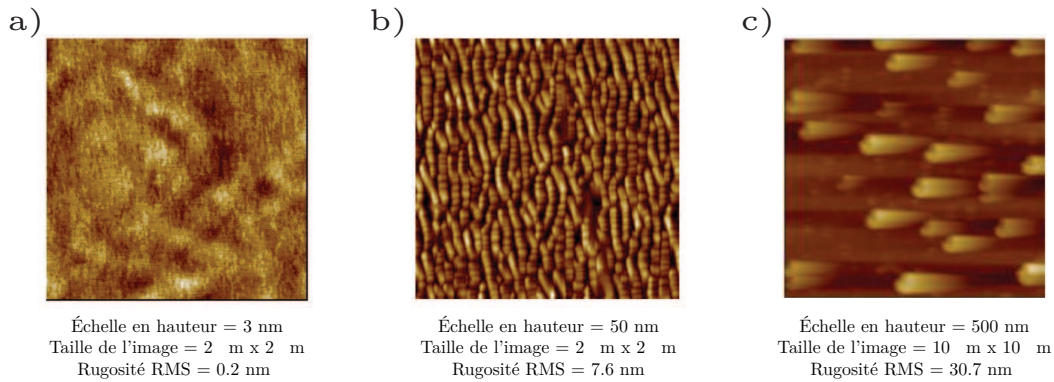 a)
b)
c)
Échelle en hauteur = 3 nm
Taille de l'image = 2 m x 2 m
Rugosité RMS = 0.2 nm
Échelle en hauteur = 50 nm
Taille de l'image = 2 m x 2 m
Rugosité RMS = 7.6 nm
Échelle en hauteur = 500 nm
Taille de l'image = 10 m x 10 m
Rugosité RMS = 30.7 nm